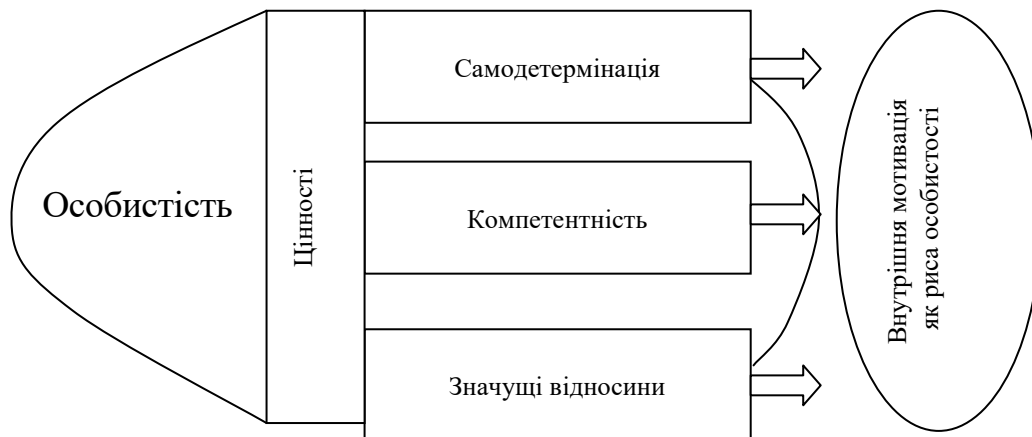 Особистість
Цінності
Самодетермінація
Компетентність
Значущі відносини
Внутрішня мотивація
як риса особистості